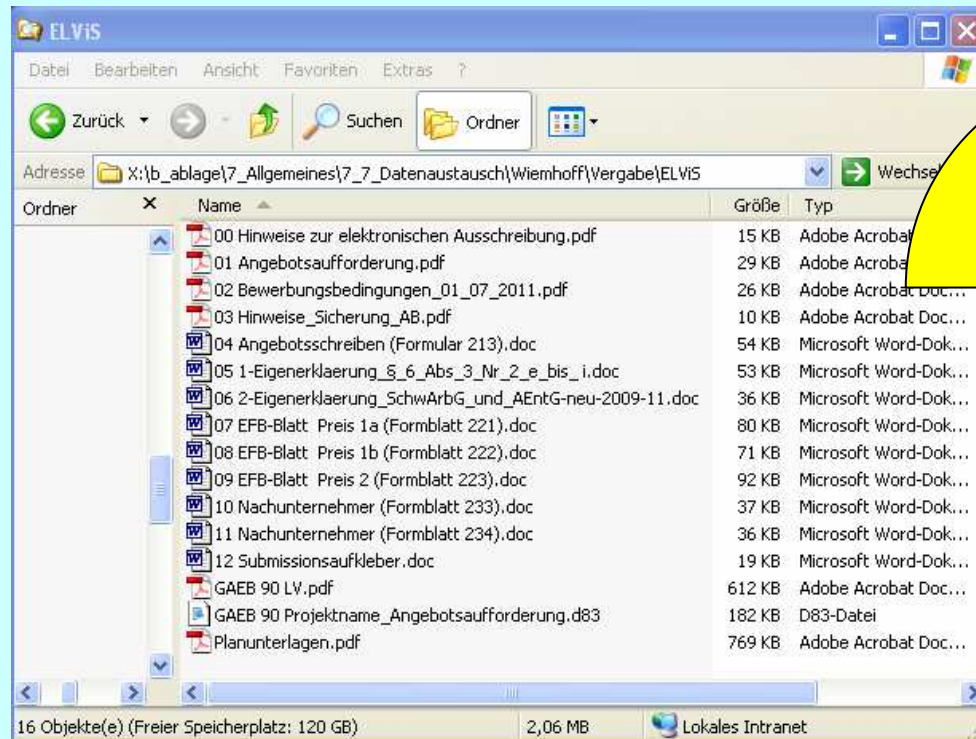 ELViS
Datei Bearbeiten Ansicht Favoriten Extras ?
Zurück Suchen Ordner
Adresse X:\b_ablage\7_Allgemeines\7_7_Datenaustausch\Wiemhoff\Vergabe\ELViS
Ordner Name Größe Typ
00 Hinweise zur elektronischen Ausschreibung.pdf 15 KB Adobe
01 Angebotsaufforderung.pdf 29 KB Adobe
02 Bewerbungsbedingungen_01_07_2011.pdf 26 KB Adobe Acrobat Doc...
03 Hinweise_Sicherung_AB.pdf 10 KB Adobe Acrobat Doc...
04 Angebotsschreiben (Formular 213).doc 54 KB Microsoft Word-Dok...
05 1-Eigenerklaerung_§_6_Abs_3_Nr_2_e_bis_ i.doc 53 KB Microsoft Word-Dok...
06 2-Eigenerklaerung_SchwArbG_und_AEntG-neu-2009-11.doc 36 KB Microsoft Word-Dok...
07 EFB-Blatt Preis 1a (Formblatt 221).doc 80 KB Microsoft Word-Dok...
08 EFB-Blatt Preis 1b (Formblatt 222).doc 71 KB Microsoft Word-Dok...
09 EFB-Blatt Preis 2 (Formblatt 223).doc 92 KB Microsoft Word-Dok...
10 Nachunternehmer (Formblatt 233).doc 37 KB Microsoft Word-Dok...
11 Nachunternehmer (Formblatt 234).doc 36 KB Microsoft Word-Dok...
12 Submissionsaufkleber.doc 19 KB Microsoft Word-Dok...
GAEB 90 LV.pdf 612 KB Adobe Acrobat Doc...
GAEB 90 Projektname_Angebotsaufforderung.d83 182 KB D83-Datei
Planunterlagen.pdf 769 KB Adobe Acrobat Doc...
16 Objekte(e) (Freier Speicherplatz: 120 GB) 2,06 MB Lokales Intranet